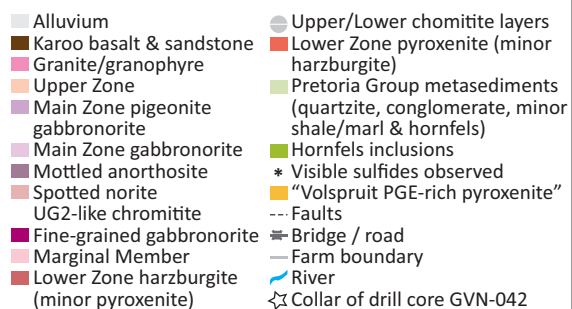 Alluvium
Karoo basalt & sandstone
Granite/granophyre
Upper Zone
Main Zone pigeonite
gabbronorite
Main Zone gabbronorite
Mottled anorthosite
Spotted norite
UG2-like chromitite
Fine-grained gabbronorite
Marginal Member
Lower Zone harzburgite
(minor pyroxenite)
Upper/Lower chomitite layers
Lower Zone pyroxenite (minor
harzburgite)
Pretoria Group metasediments
(quartzite, conglomerate, minor
shale/marl & hornfels)
Hornfels inclusions
* Visible sulfides observed
“Volspruit PGE-rich pyroxenite”
Faults
Bridge / road
Farm boundary
River
Collar of drill core GVN-042